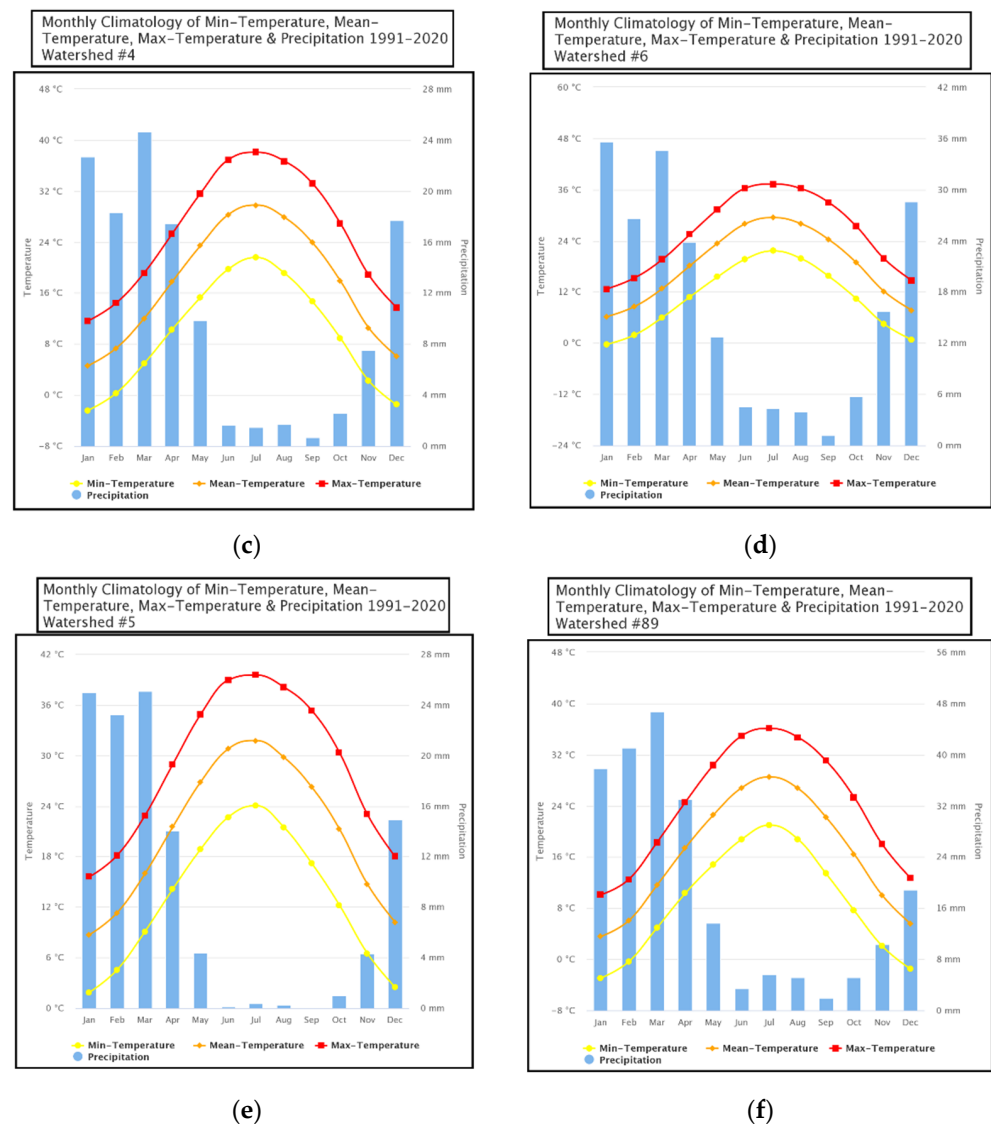 Monthly Climatology of Min-Temperature, Mean-
Temperature, Max-Temperature & Precipitation 1991-2020
Watershed #4
48 °C
40 °C
32 °C
24 °C
16 °C
8 °C
0 °C
-8 °C
Temperature
28 mm
24 mm
20 mm
16 mm
12 mm
8 mm
4 mm
0 mm
Precipitation
Jan Feb Mar Apr May Jun Jul Aug Sep Oct Nov Dec
Min-Temperature Mean-Temperature Max-Temperature
Precipitation
(c)
Monthly Climatology of Min-Temperature, Mean-
Temperature, Max-Temperature & Precipitation 1991-2020
Watershed #6
60 °C
48 °C
36 °C
24 °C
12 °C
0 °C
-12 °C
-24 °C
Temperature
42 mm
36 mm
30 mm
24 mm
18 mm
12 mm
6 mm
0 mm
Precipitation
Jan Feb Mar Apr May Jun Jul Aug Sep Oct Nov Dec
Min-Temperature Mean-Temperature Max-Temperature
Precipitation
(d)
Monthly Climatology of Min-Temperature, Mean-
Temperature, Max-Temperature & Precipitation 1991-2020
Watershed #5
42 °C
36 °C
30 °C
24 °C
18 °C
12 °C
6 °C
0 °C
Temperature
28 mm
24 mm
20 mm
16 mm
12 mm
8 mm
4 mm
0 mm
Precipitation
Jan Feb Mar Apr May Jun Jul Aug Sep Oct Nov Dec
Min-Temperature Mean-Temperature Max-Temperature
Precipitation
(e)
Monthly Climatology of Min-Temperature, Mean-
Temperature, Max-Temperature & Precipitation 1991-2020
Watershed #89
48 °C
40 °C
32 °C
24 °C
16 °C
8 °C
0 °C
-8 °C
Temperature
56 mm
48 mm
40 mm
32 mm
24 mm
16 mm
8 mm
0 mm
Precipitation
Jan Feb Mar Apr May Jun Jul Aug Sep Oct Nov Dec
Min-Temperature Mean-Temperature Max-Temperature
Precipitation
(f)